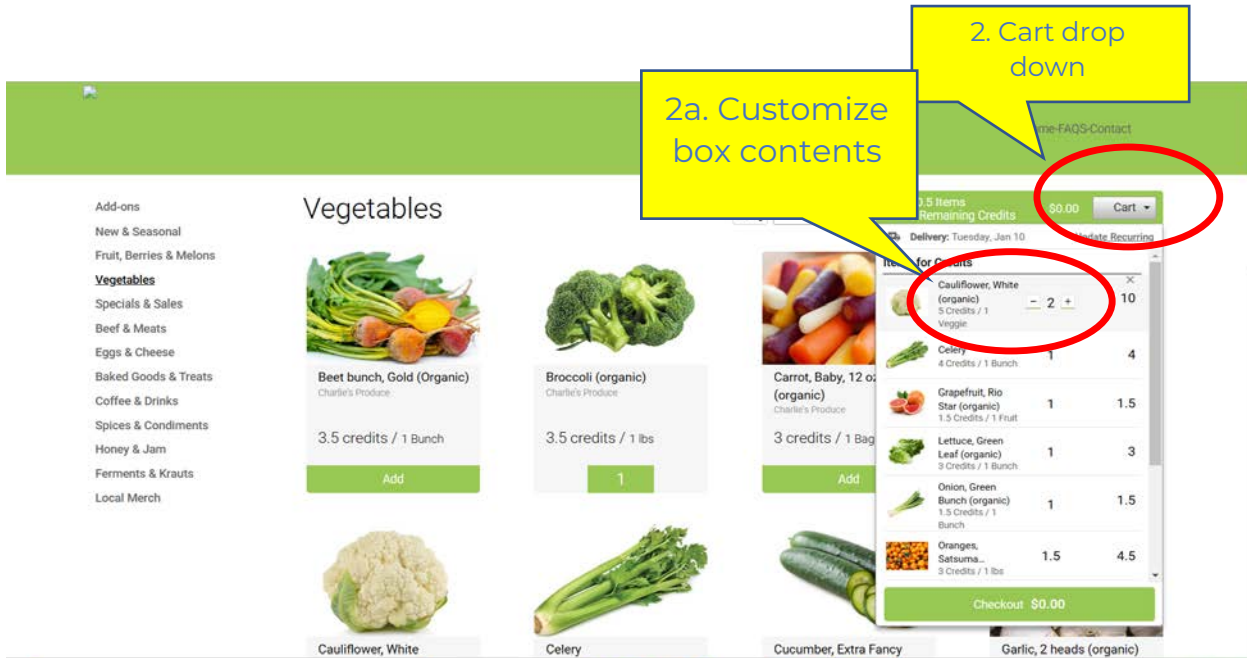 2. Cart drop
down
2a. Customize
box contents
-FAQS-Contact
Add-ons
New & Seasonal
Fruit, Berries & Melons
Vegetables
Specials & Sales
Beef & Meats
Eggs & Cheese
Baked Goods & Treats
Coffee & Drinks
Spices & Condiments
Honey & Jam
Ferments & Krauts
Local Merch
Vegetables
Beet bunch, Gold (Organic)
Charlie's Produce
3.5 credits / 1 Bunch
Add
Broccoli (organic)
Charlie's Produce
3.5 credits / 1 lbs
1
Carrot, Baby, 12 oz
(organic)
Charlie's Produce
3 credits / 1 Bag
Add
Cauliflower, White
Celery
Cucumber, Extra Fancy
Garlic, 2 heads (organic)
Items
Remaining Credits
$0.00
Cart
Delivery: Tuesday, Jan 10
Update Recurring
for Credits
Cauliflower, White
(organic)
5 Credits / 1
Veggie
- 2 +
×
10
Celery
4 Credits / 1 Bunch
1
4
Grapefruit, Rio
Star (organic)
1.5 Credits / 1 Fruit
1
1.5
Lettuce, Green
Leaf (organic)
3 Credits / 1 Bunch
1
3
Onion, Green
Bunch (organic)
1.5 Credits / 1
Bunch
1
1.5
Oranges,
Satsuma...
3 Credits / 1 lbs
1.5
4.5
Checkout $0.00